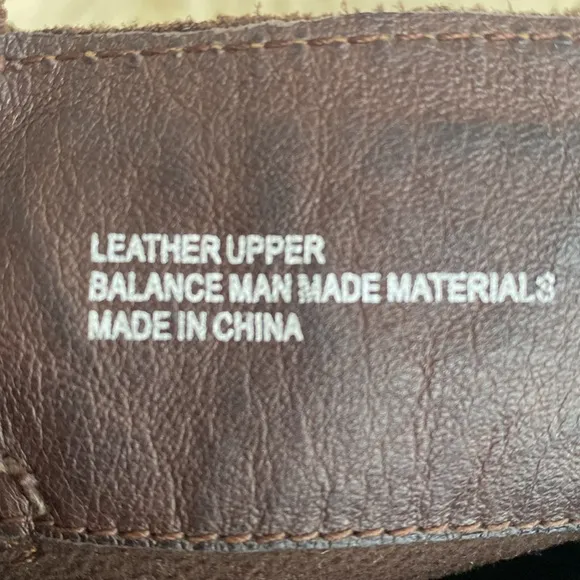 LEATHER UPPER
BALANCE MAN MADE MATERIALS
MADE IN CHINA